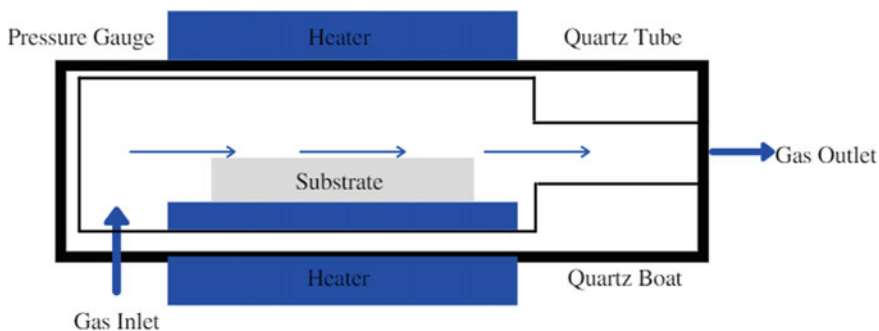 Pressure Gauge
Heater
Quartz Tube
Gas Outlet
Substrate
Heater
Quartz Boat
Gas Inlet